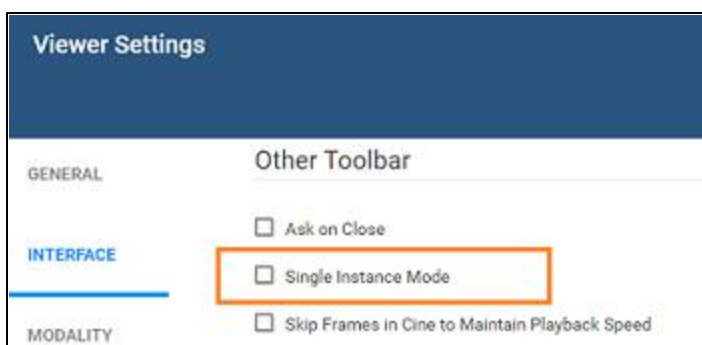 Viewer Settings
GENERAL
Other Toolbar
Ask on Close
INTERFACE
Single Instance Mode
MODALITY
Skip Frames in Cine to Maintain Playback Speed